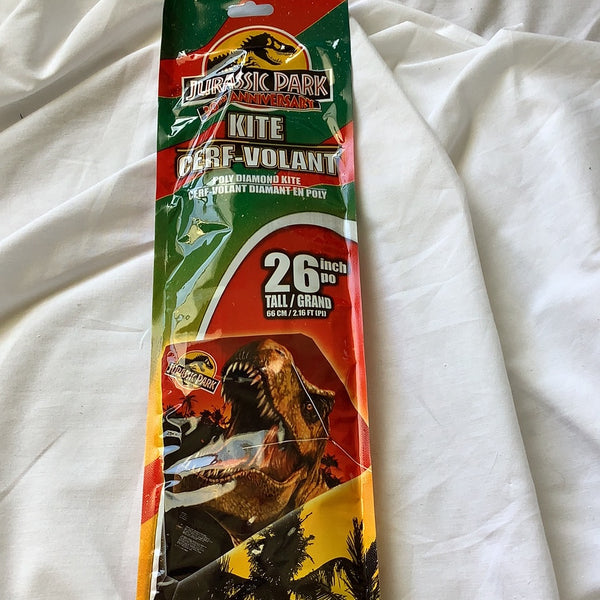 JURASSIC PARK
ANNIVERSARY
KITE
CERF-VOLANT
POLY DIAMOND KITE
CERF-VOLANT DIAMANT EN POLY
26 inch
po
TALL / GRAND
66 CM / 2.16 FT (PI)
JURASSIC PARK